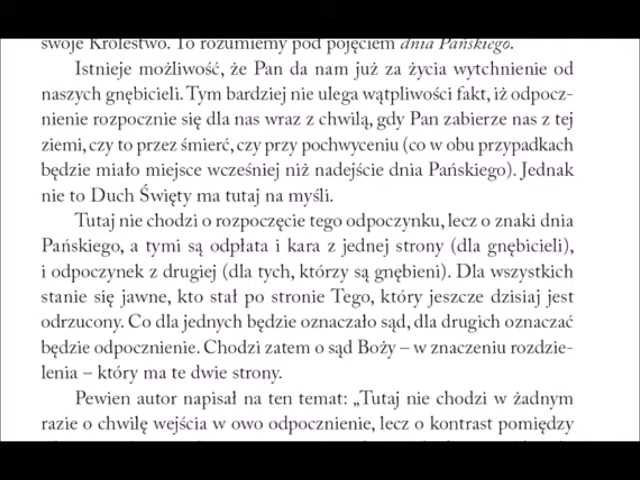 swoje Królestwo. To rozumiemy pod pojęciem dnia Pańskiego.
Istnieje możliwość, że Pan da nam już za życia wytchnienie od
naszych gnębicieli. Tym bardziej nie ulega wątpliwości fakt, iż odpocz-
nienie rozpocznie się dla nas wraz z chwilą, gdy Pan zabierze nas z tej
ziemi, czy to przez śmierć, czy przy pochwyceniu (co w obu przypadkach
będzie miało miejsce wcześniej niż nadejście dnia Pańskiego). Jednak
nie to Duch Święty ma tutaj na myśli.
Tutaj nie chodzi o rozpoczęcie tego odpoczynku, lecz o znaki dnia
Pańskiego, a tymi są odpłata i kara z jednej strony (dla gnębicieli),
i odpoczynek z drugiej (dla tych, którzy są gnębieni). Dla wszystkich
stanie się jawne, kto stał po stronie Tego, który jeszcze dzisiaj jest
odrzucony. Co dla jednych będzie oznaczało sąd, dla drugich oznaczać
będzie odpocznienie. Chodzi zatem o sąd Boży – w znaczeniu rozdzie-
lenia – który ma te dwie strony.
Pewien autor napisał na ten temat: „Tutaj nie chodzi w żadnym
razie o chwilę wejścia w owo odpocznienie, lecz o kontrast pomiędzy